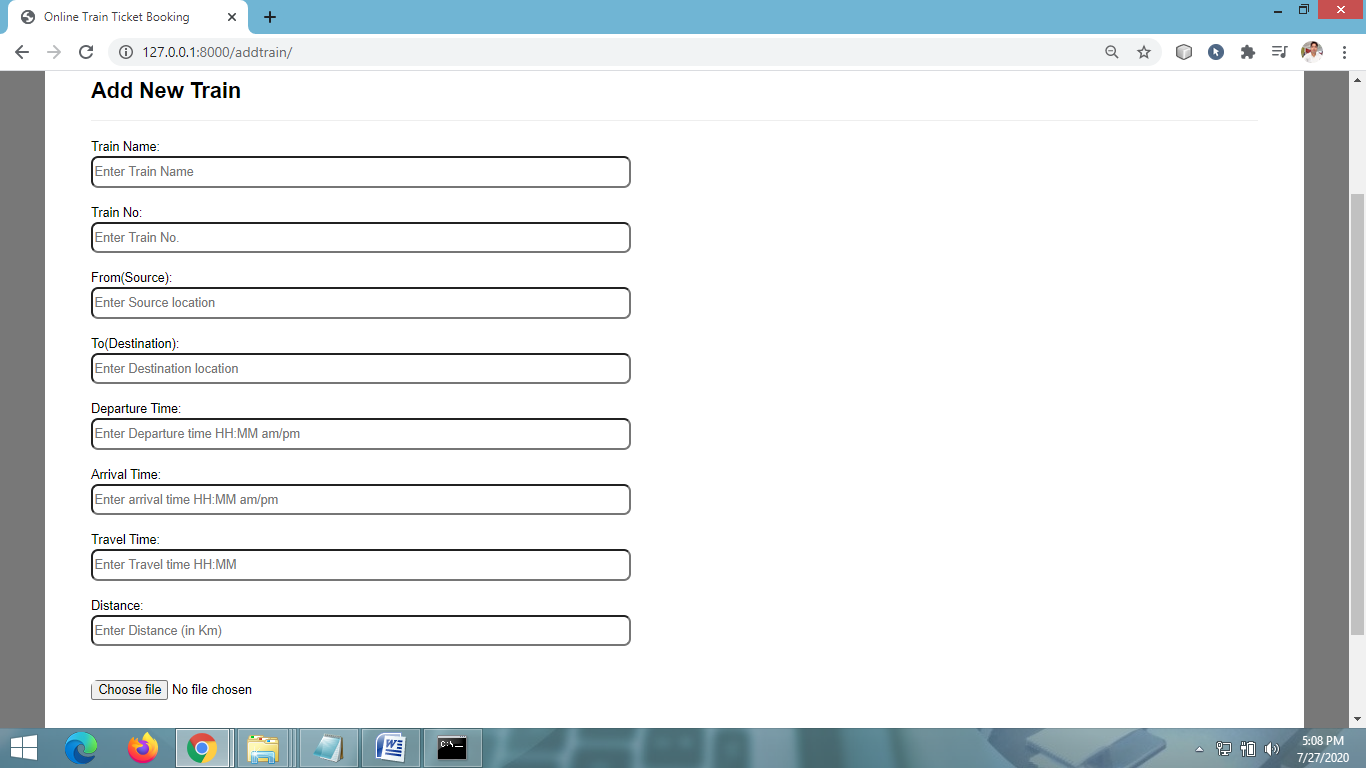 Online Train Ticket Booking
127.0.0.1:8000/addtrain/
Add New Train
Train Name:
Enter Train Name
Train No:
Enter Train No.
From(Source):
Enter Source location
To(Destination):
Enter Destination location
Departure Time:
Enter Departure time HH:MM am/pm
Arrival Time:
Enter arrival time HH:MM am/pm
Travel Time:
Enter Travel time HH:MM
Distance:
Enter Distance (in Km)
Choose file No file chosen
C:\
5:08 PM
7/27/2020